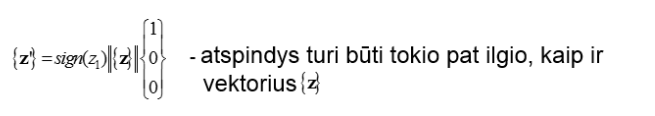 {z'} = sign(z₁)‖{z}‖ {1 0 0} - atspindys turi būti tokio pat ilgio, kaip ir
vektorius {z}